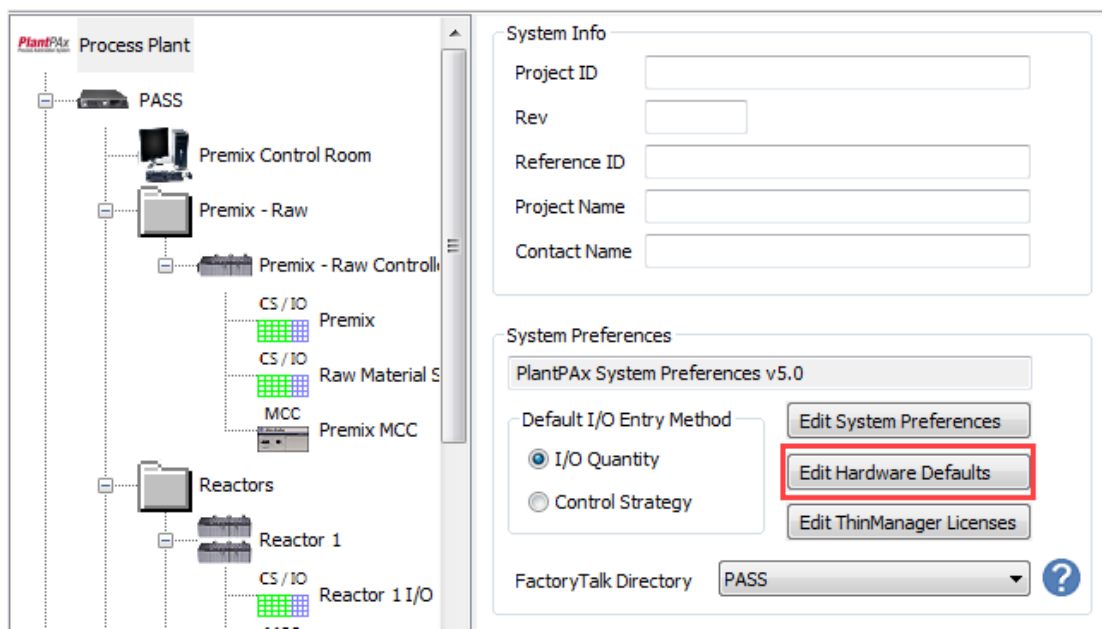 PlantPAx Process Plant
PASS
Premix Control Room
Premix - Raw
Premix - Raw Controll
CS / IO
Premix
CS / IO
Raw Material S
MCC
Premix MCC
Reactors
Reactor 1
CS / IO
Reactor 1 I/O
System Info
Project ID
Rev
Reference ID
Project Name
Contact Name
System Preferences
PlantPAx System Preferences v5.0
Default I/O Entry Method
I/O Quantity
Control Strategy
Edit System Preferences
Edit Hardware Defaults
Edit ThinManager Licenses
FactoryTalk Directory
PASS
?